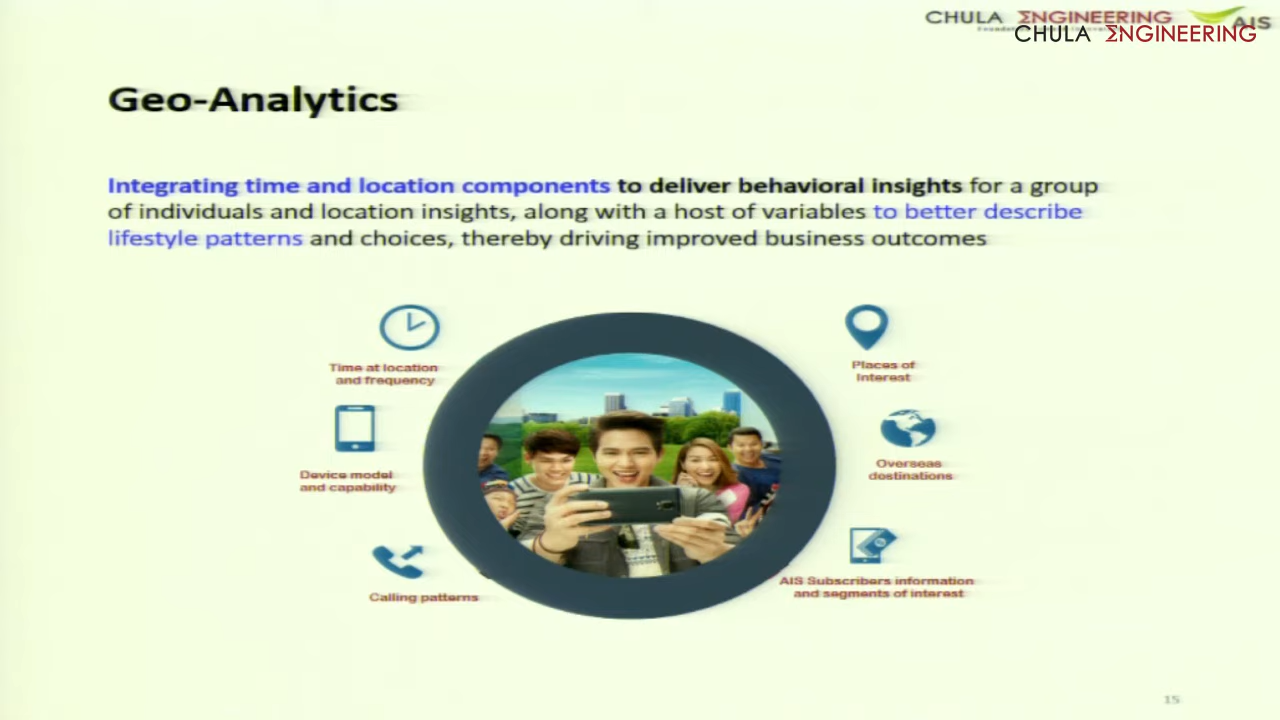 CHULA ΣNGINEERING
AIS
CHULA ΣNGINEERING
Geo-Analytics
Integrating time and location components to deliver behavioral insights for a group
of individuals and location insights, along with a host of variables to better describe
lifestyle patterns and choices, thereby driving improved business outcomes
Time at location
and frequency
Places of
Interest
Device model
and capability
Overseas
destinations
Calling patterns
AIS Subscribers information
and segments of interest
15